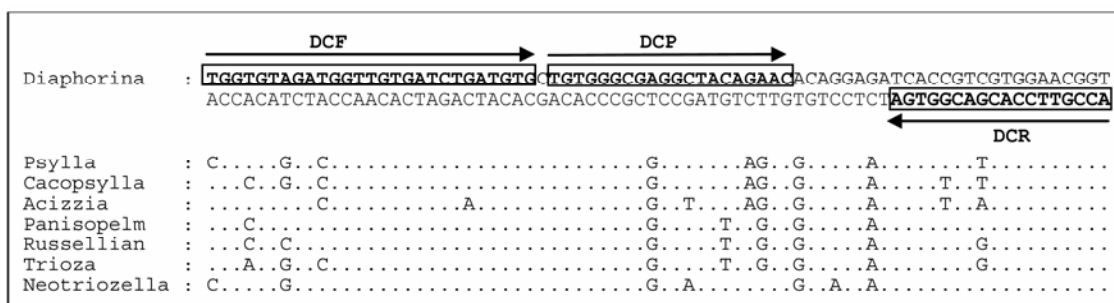 DCF DCP
Diaphorina : TGGTGTAGATGGTTGTGATCTGATGTGCTGTGGGCGAGGCTACAGAACACAGGAGATCACCGTCGTGGAACGGT
ACCACATCTACCAACACTAGACTACACGACACCCGCTCCGATGTCTTGTGTCCTCTAGTGGCAGCACCTTGCCA
DCR
Psylla : C.....G..C..........................G.......AG..G.....A........T..........
Cacopsylla : ...C..G..C..........................G.......AG..G.....A.....T..T..........
Acizzia : .........C...........A..............G..T....AG..G.....A.....T..A..........
Panisopelm : ...C................................G.....T..G..G.....A...................
Russellian : ...C..C.............................G.....T..G..G.....A........G..........
Trioza : ...A..G..C..........................G.....T..G..G.....A........G..........
Neotriozella : C.....G.............................G..A........G..G..A...................